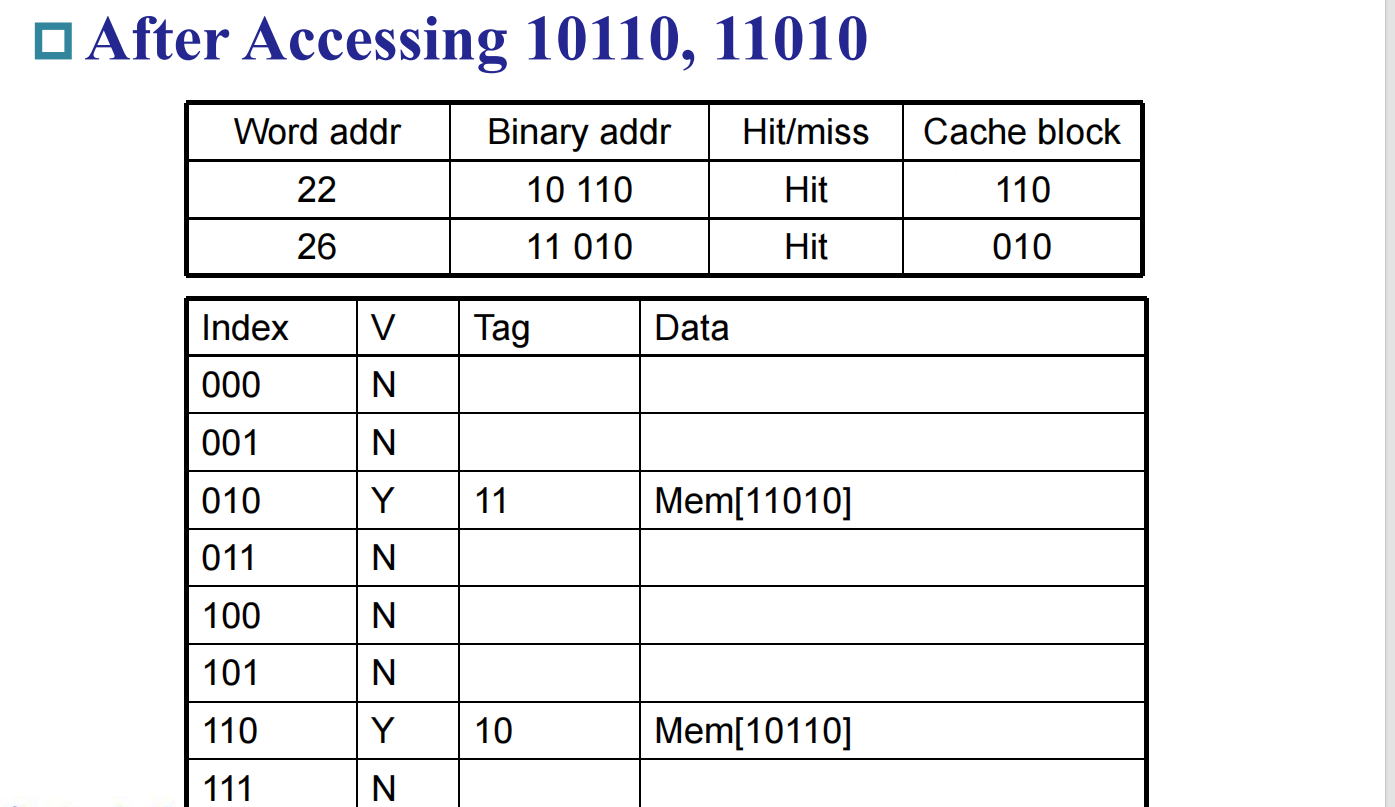 After Accessing 10110, 11010
Word addr Binary addr Hit/miss Cache block
22 10 110 Hit 110
26 11 010 Hit 010
Index V Tag Data
000 N
001 N
010 Y 11 Mem[11010]
011 N
100 N
101 N
110 Y 10 Mem[10110]
111 N